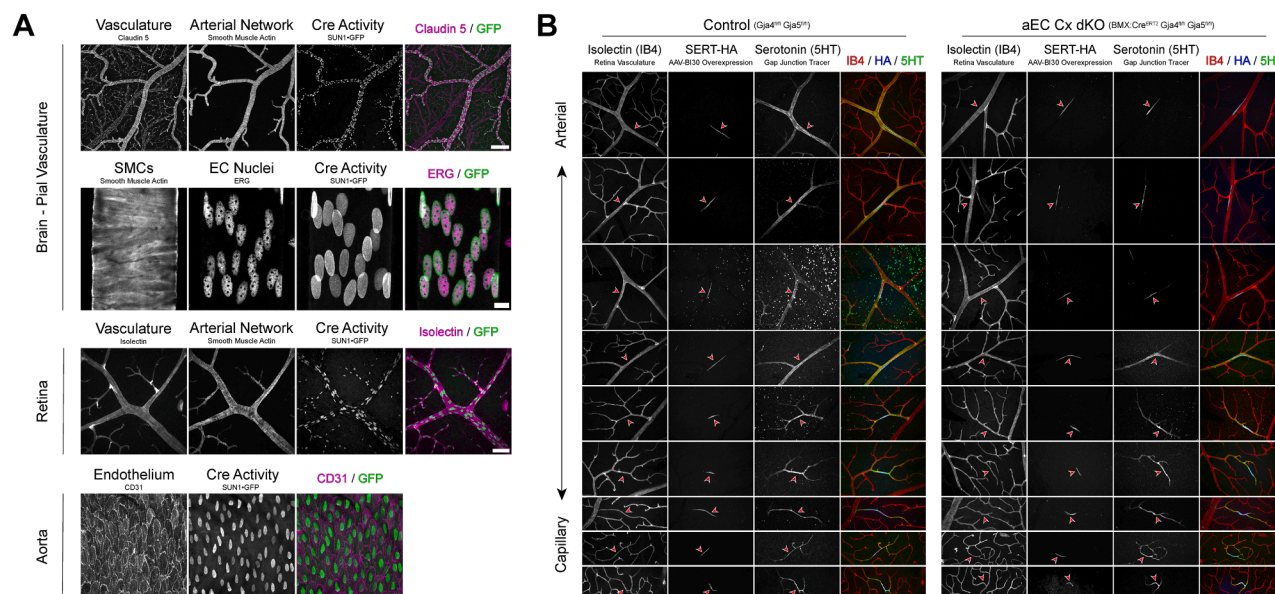 A
Vasculature Arterial Network Cre Activity Claudin 5 / GFP
Claudin 5 Smooth Muscle Actin SUN1•GFP
Brain - Pial Vasculature
SMCs EC Nuclei Cre Activity ERG / GFP
Smooth Muscle Actin ERG SUN1•GFP
Retina
Vasculature Arterial Network Cre Activity Isolectin / GFP
Isolectin Smooth Muscle Actin SUN1•GFP
Aorta
Endothelium Cre Activity CD31 / GFP
CD31 SUN1•GFP
B
Control (Gja4fl/fl Gja5fl/fl)
Isolectin (IB4) SERT-HA Serotonin (5HT) IB4 / HA / 5HT
Retina Vasculature AAV-BI30 Overexpression Gap Junction Tracer
aEC Cx dKO (BMX:CreERT2 Gja4fl/fl Gja5fl/fl)
Isolectin (IB4) SERT-HA Serotonin (5HT) IB4 / HA / 5H
Retina Vasculature AAV-BI30 Overexpression Gap Junction Tracer
Arterial
Capillary